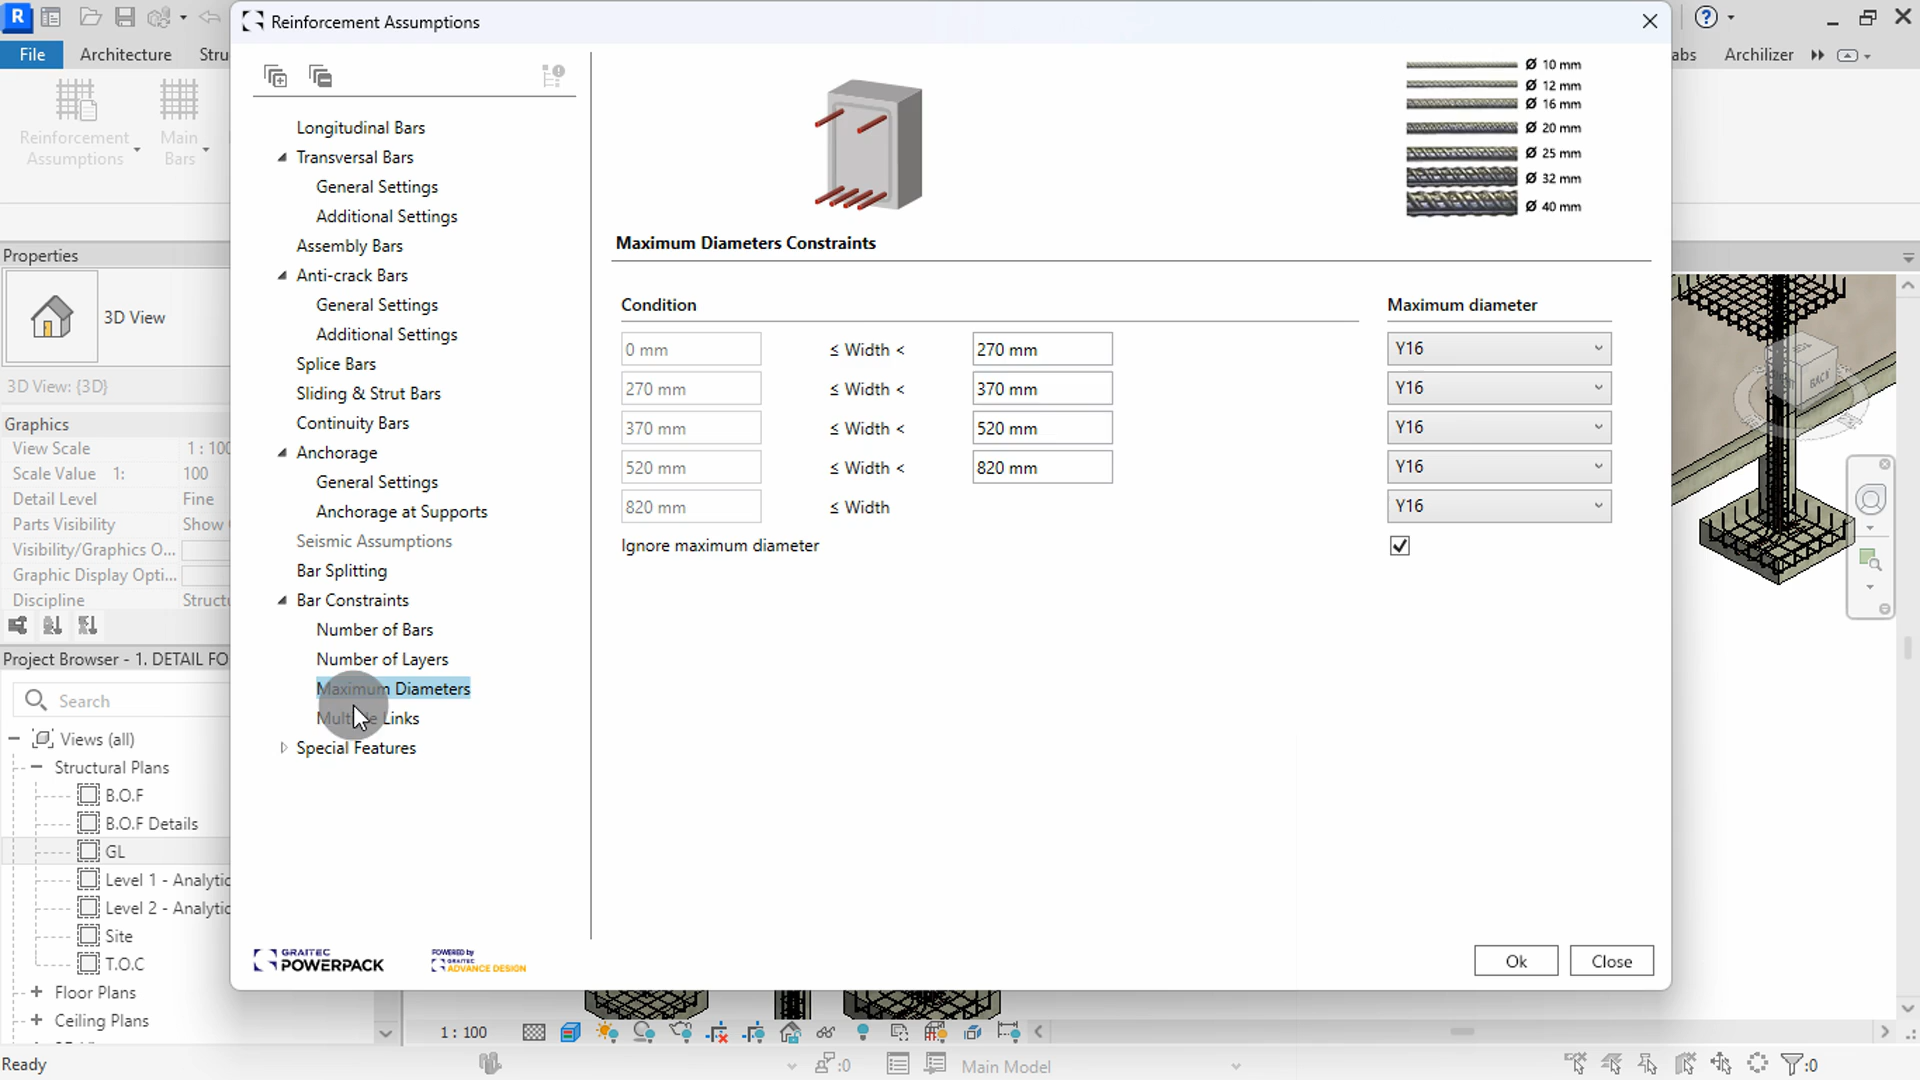 Reinforcement Assumptions
File
Architecture
Stru
abs
Archilizer
Reinforcement
Assumptions
Main
Bars
Ø 10 mm
Ø 12 mm
Ø 16 mm
Ø 20 mm
Ø 25 mm
Ø 32 mm
Ø 40 mm
Longitudinal Bars
Transversal Bars
General Settings
Additional Settings
Assembly Bars
Anti-crack Bars
General Settings
Additional Settings
Splice Bars
Sliding & Strut Bars
Continuity Bars
Anchorage
General Settings
Anchorage at Supports
Seismic Assumptions
Bar Splitting
Bar Constraints
Number of Bars
Number of Layers
Maximum Diameters
Links
Special Features
Maximum Diameters Constraints
Condition Maximum diameter
0 mm ≤ Width < 270 mm Y16
270 mm ≤ Width < 370 mm Y16
370 mm ≤ Width < 520 mm Y16
520 mm ≤ Width < 820 mm Y16
820 mm ≤ Width Y16
Ignore maximum diameter
GRAITEC
POWERPACK
POWERED by
GRAITEC
ADVANCE DESIGN
Ok
Close
Properties
3D View
3D View: {3D}
Graphics
View Scale 1 : 100
Scale Value 1: 100
Detail Level Fine
Parts Visibility Show
Visibility/Graphics O...
Graphic Display Opti...
Discipline Structu
Project Browser - 1. DETAIL FO
Search
Views (all)
Structural Plans
B.O.F
B.O.F Details
GL
Level 1 - Analytic
Level 2 - Analytic
Site
T.O.C
Floor Plans
Ceiling Plans
BACK
1 : 100
Ready
:0
Main Model
:0